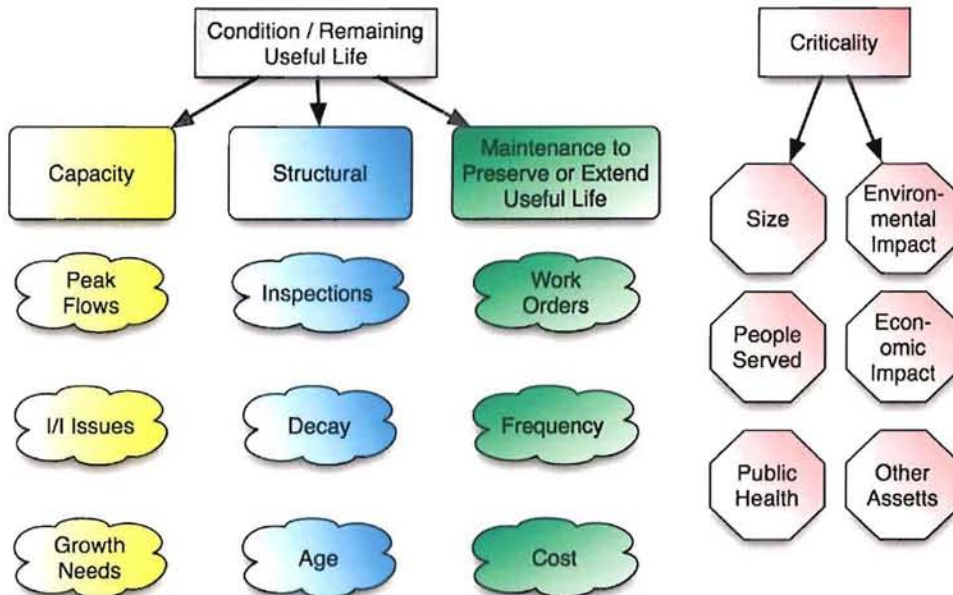 Condition / Remaining
Useful Life
Capacity
Structural
Maintenance to
Preserve or Extend
Useful Life
Peak
Flows
Inspections
Work
Orders
I/I Issues
Decay
Frequency
Growth
Needs
Age
Cost
Criticality
Size
Environ-
mental
Impact
People
Served
Econ-
omic
Impact
Public
Health
Other
Assetts